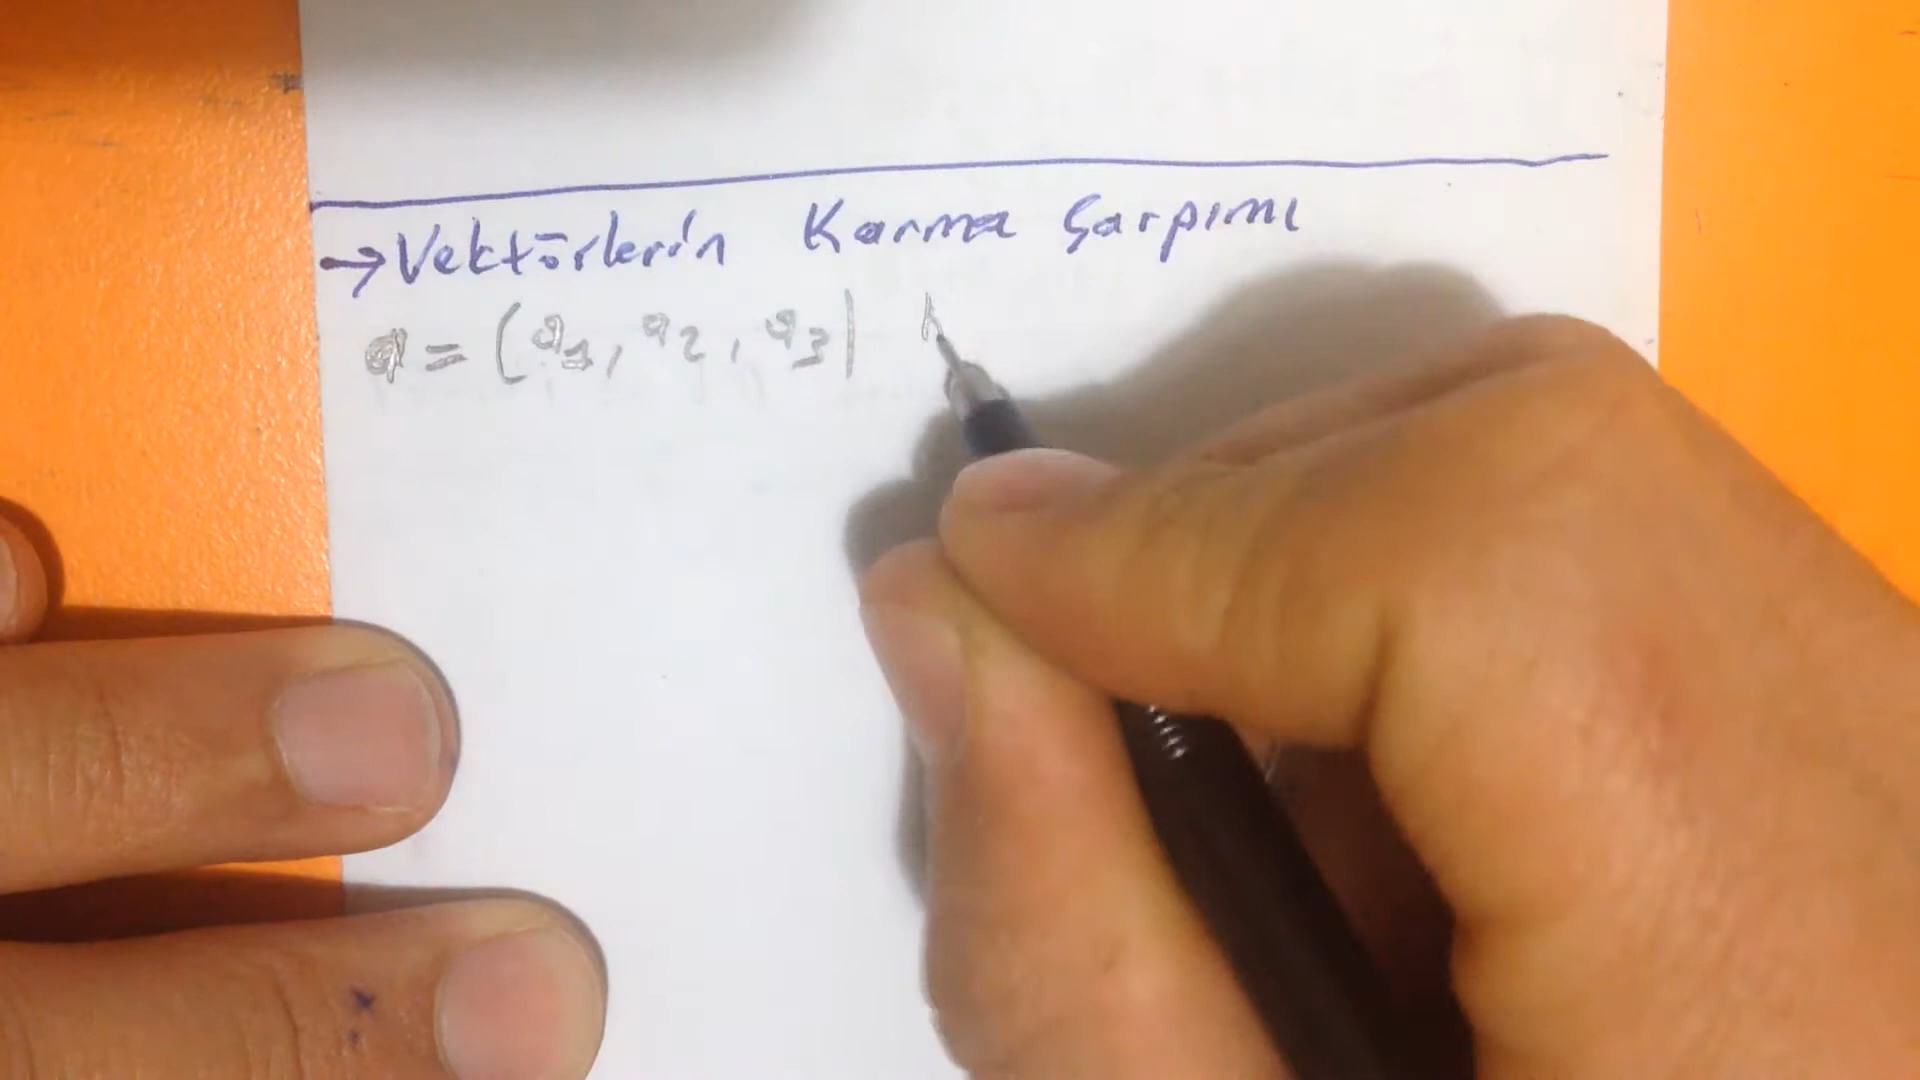 →Vektörlerin Karma Çarpımı
a = (a1, a2, a3) b